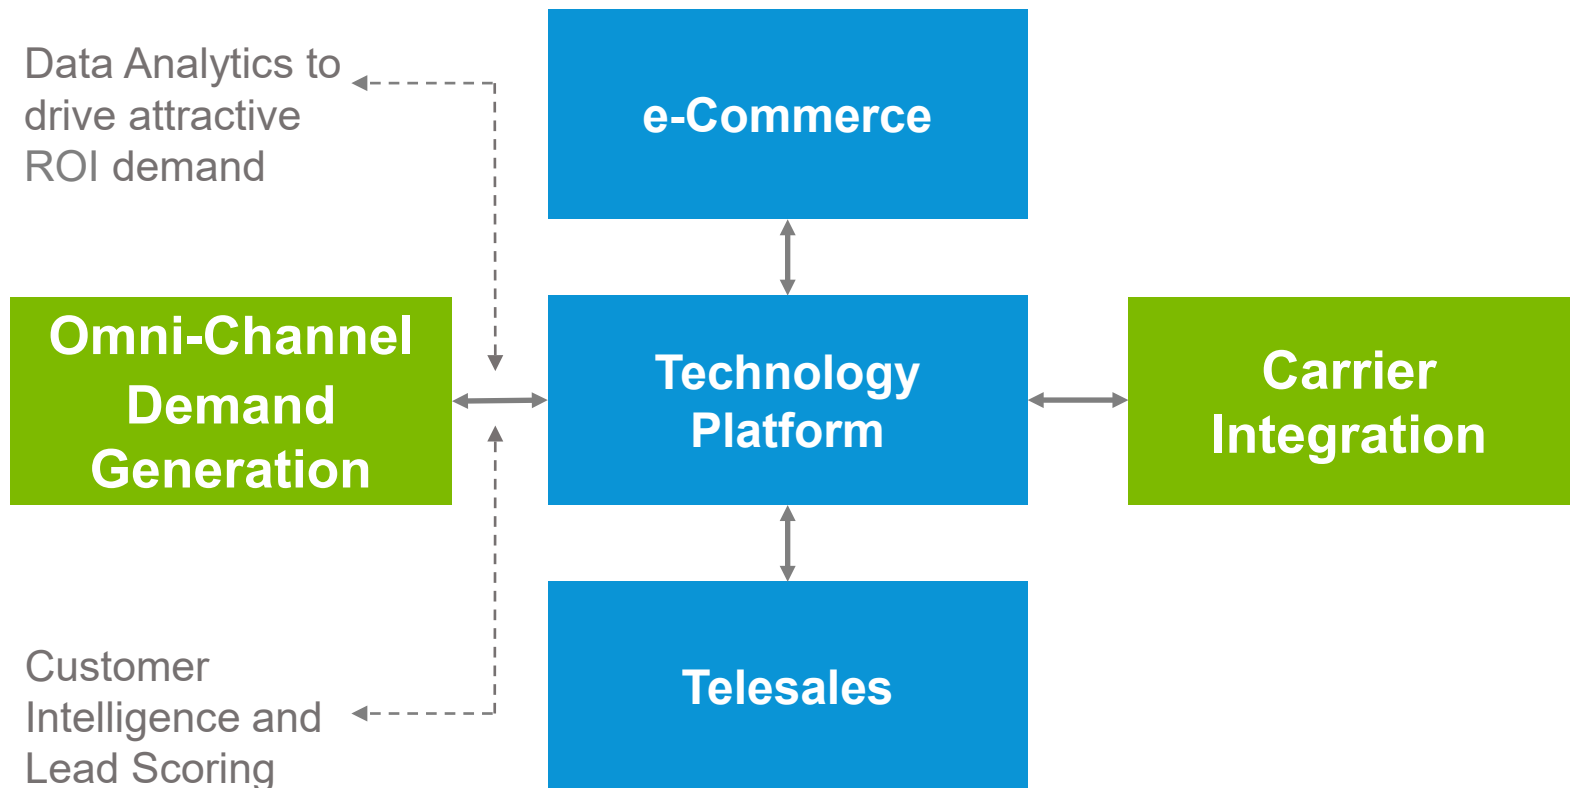 Data Analytics to
drive attractive
ROI demand
e-Commerce
Omni-Channel
Demand
Generation
Technology
Platform
Carrier
Integration
Customer
Intelligence and
Lead Scoring
Telesales